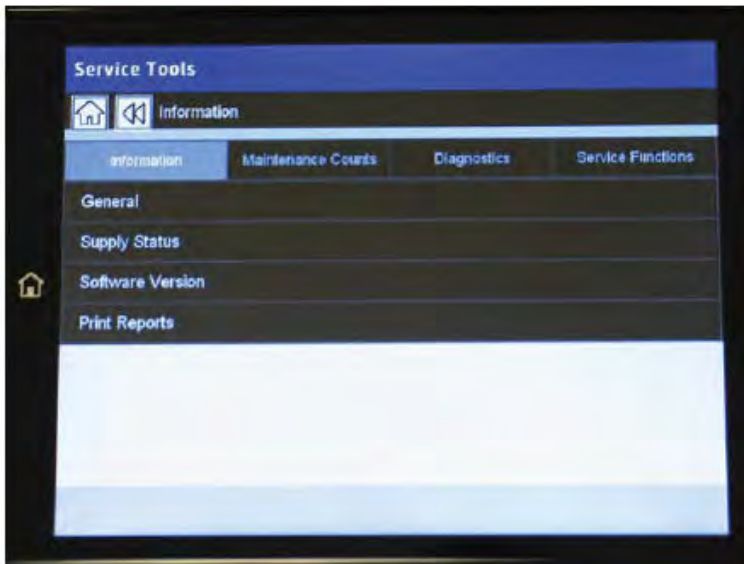 Service Tools
Information
Information Maintenance Counts Diagnostics Service Functions
General
Supply Status
Software Version
Print Reports